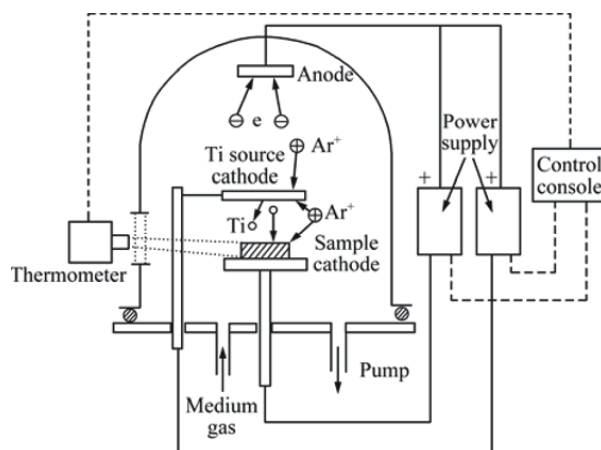 Anode
e
Ar+
Power
supply
Ti source
cathode
+
+
Control
console
Ti
Ar+
Sample
cathode
Thermometer
Medium
gas
Pump